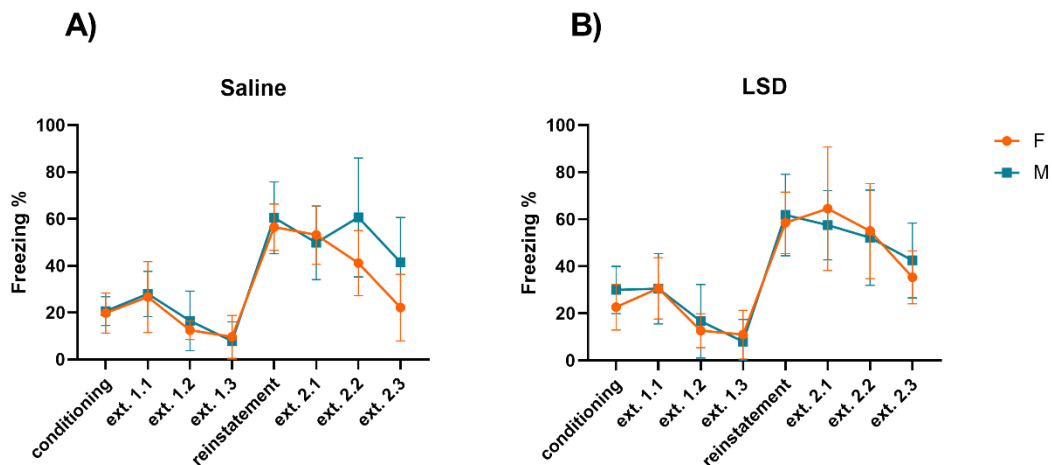 A)
Saline
Freezing %
100
80
60
40
20
0
conditioning
ext. 1.1
ext. 1.2
ext. 1.3
reinstatement
ext. 2.1
ext. 2.2
ext. 2.3
B)
LSD
Freezing %
100
80
60
40
20
0
conditioning
ext. 1.1
ext. 1.2
ext. 1.3
reinstatement
ext. 2.1
ext. 2.2
ext. 2.3
F
M